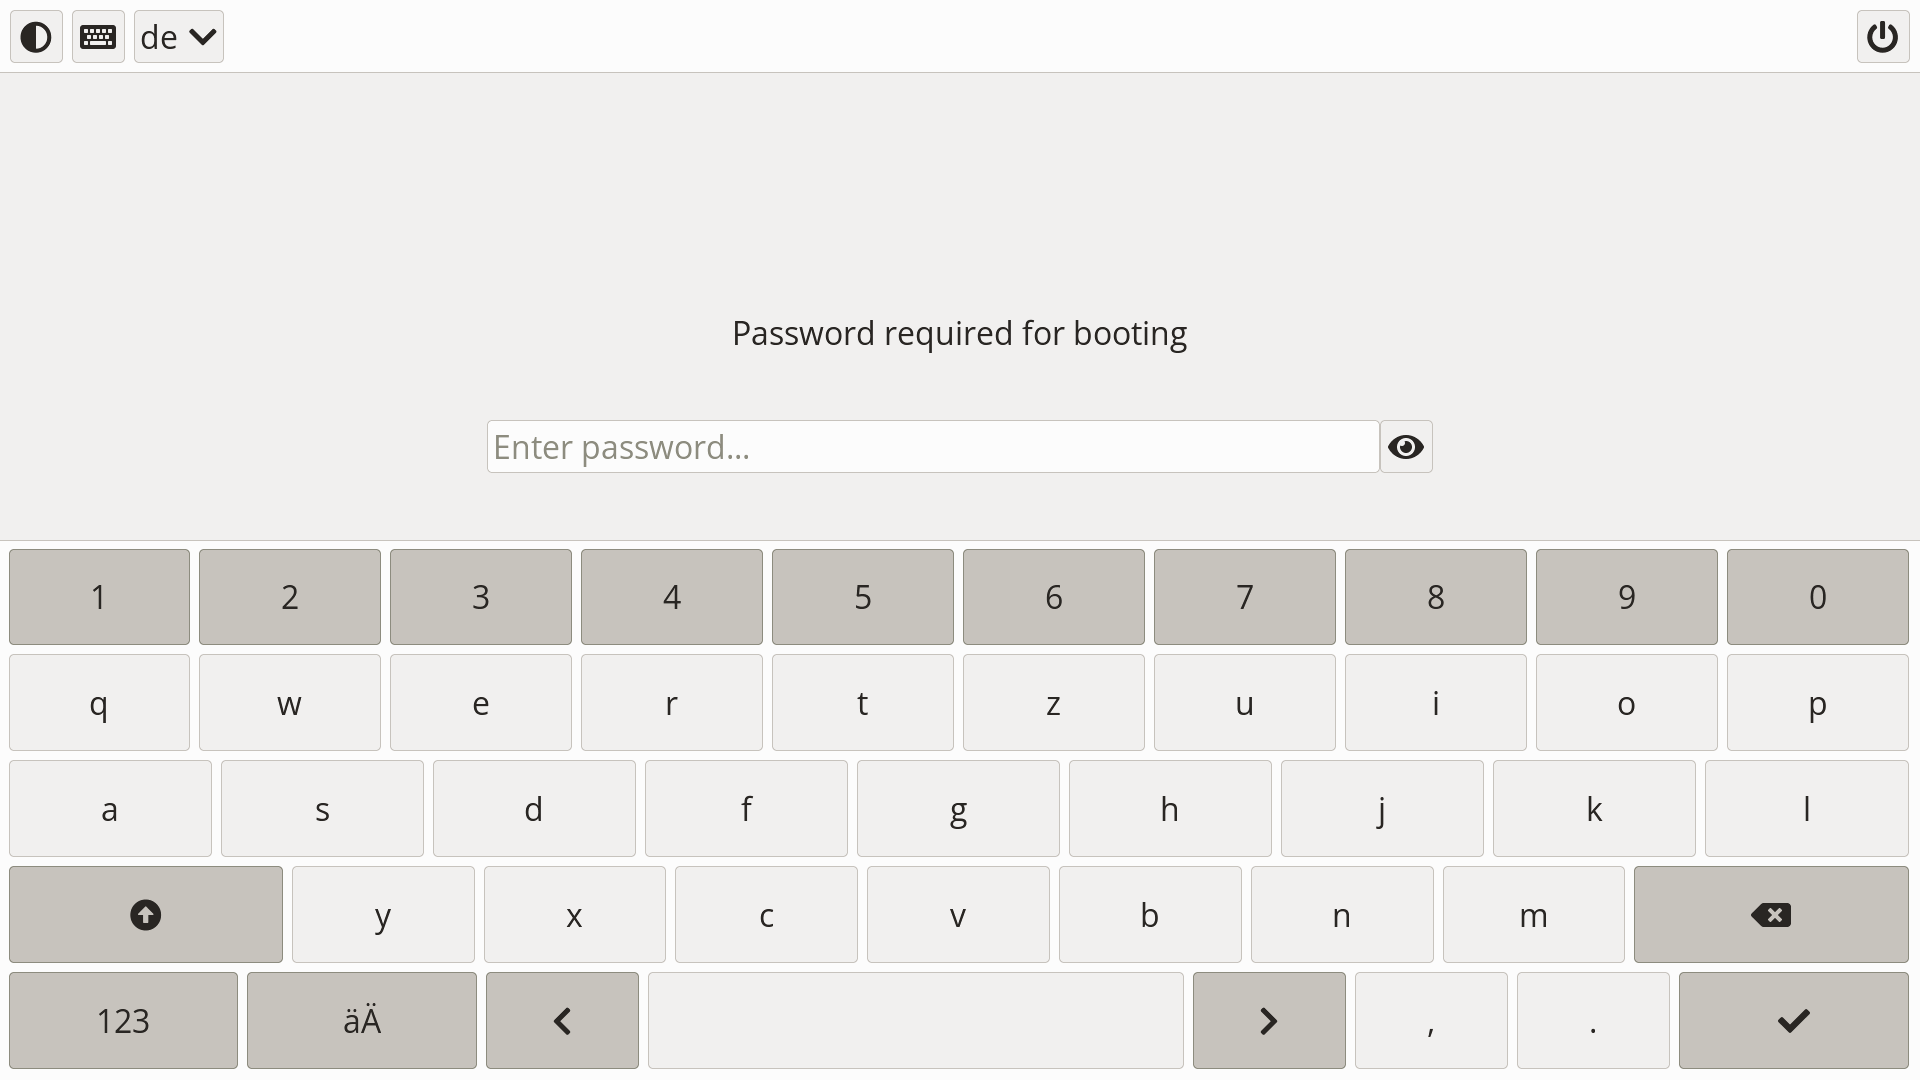 de
Password required for booting
Enter password...
1 2 3 4 5 6 7 8 9 0
q w e r t z u i o p
a s d f g h j k l
y x c v b n m
123 äÄ , .